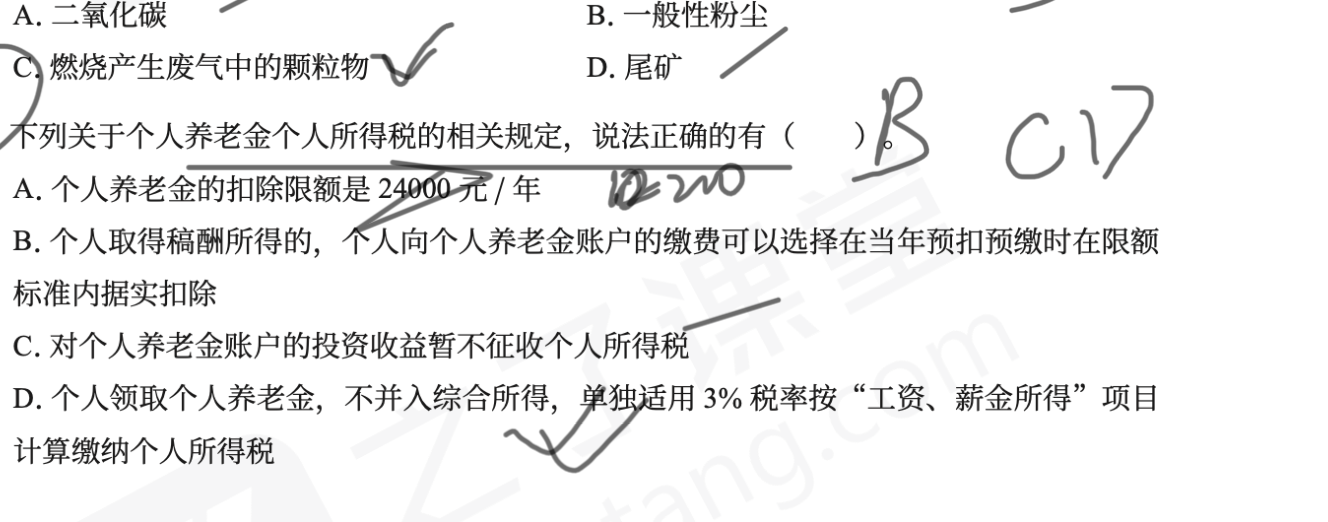 A. 二氧化碳 B. 一般性粉尘
C. 燃烧产生废气中的颗粒物 D. 尾矿
下列关于个人养老金个人所得税的相关规定，说法正确的有（ ）。 B CD
A. 个人养老金的扣除限额是 24000 元 / 年
B. 个人取得稿酬所得的，个人向个人养老金账户的缴费可以选择在当年预扣预缴时在限额
标准内据实扣除
C. 对个人养老金账户的投资收益暂不征收个人所得税
D. 个人领取个人养老金，不并入综合所得，单独适用 3% 税率按“工资、薪金所得”项目
计算缴纳个人所得税
之了课堂
tang.com